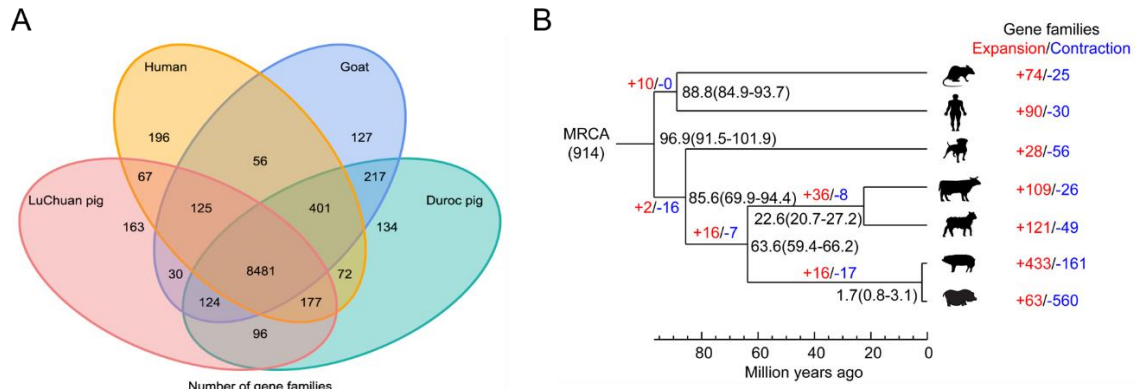 A
Human
Goat
LuChuan pig
Duroc pig
196
127
67
56
217
163
125
401
134
30
8481
72
124
177
96
Number of gene families
B
Gene families
Expansion/Contraction
+10/-0
88.8(84.9-93.7)
+74/-25
+90/-30
MRCA
(914)
96.9(91.5-101.9)
+28/-56
+2/-16
85.6(69.9-94.4)
+36/-8
+109/-26
22.6(20.7-27.2)
+121/-49
+16/-7
63.6(59.4-66.2)
+16/-17
+433/-161
1.7(0.8-3.1)
+63/-560
80 60 40 20 0
Million years ago